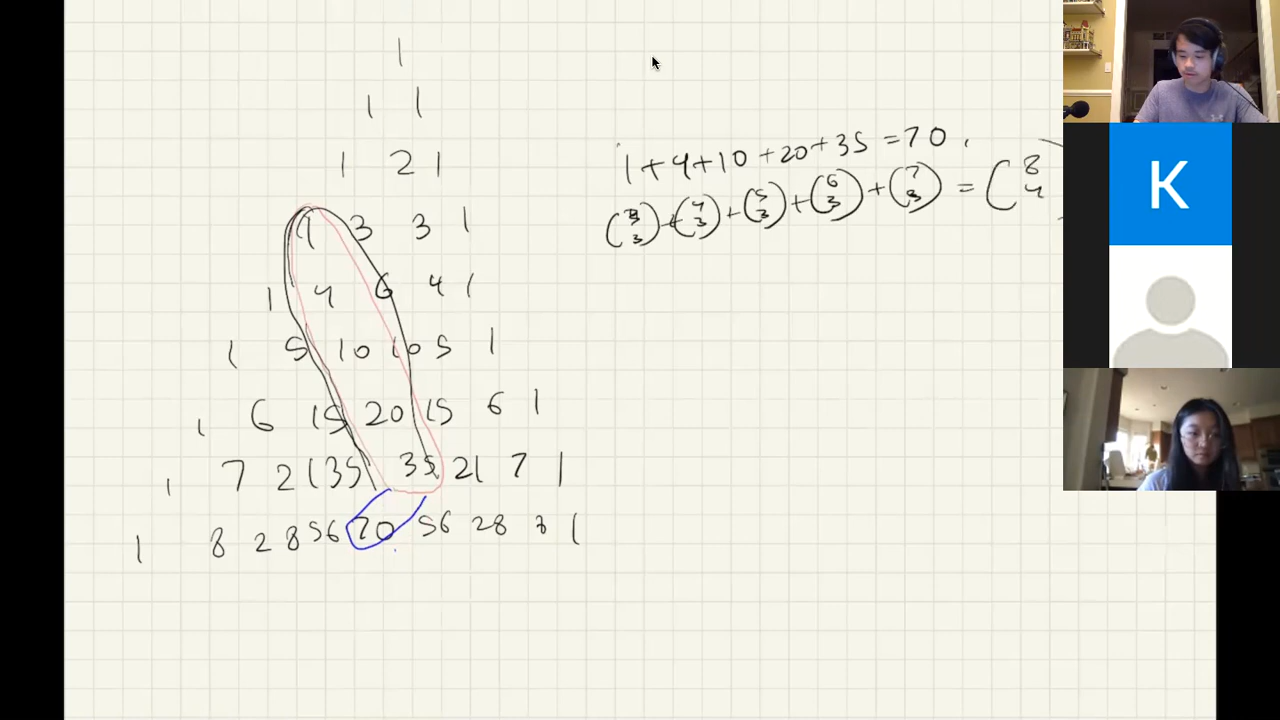 1
1 1
1 2 1
1 3 3 1
1 4 6 4 1
1 5 10 10 5 1
1 6 15 20 15 6 1
1 7 21 35 35 21 7 1
1 8 28 56 70 56 28 8 1
1+4+10+20+35=70.
(3 3)+(4 3)+(5 3)+(6 3)+(7 3)=(8 4)
K